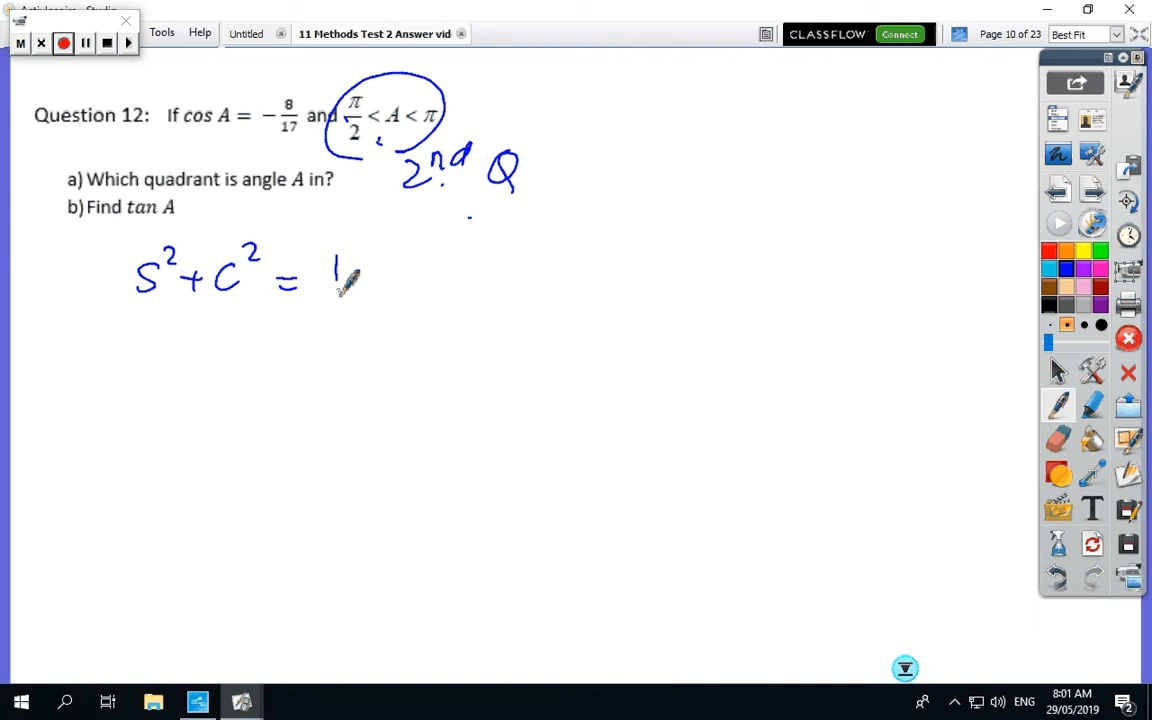 Tools Help Untitled 11 Methods Test 2 Answer vid CLASSFLOW Connect Page 10 of 23 Best Fit
M
Question 12: If cos A = − 8/17 and π/2 < A < π
2nd Q
a) Which quadrant is angle A in?
b) Find tan A
S² + C² = 1
T
ENG
8:01 AM
29/05/2019
2